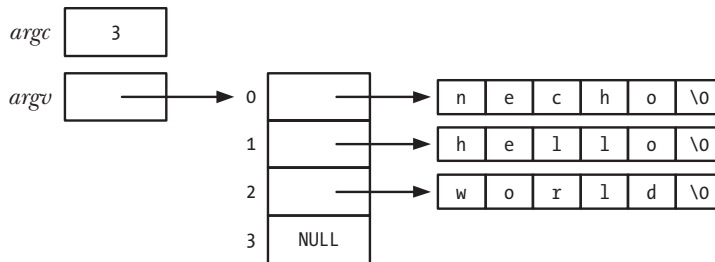 argc 3
argv 0 n e c h o \0
1 h e l l o \0
2 w o r l d \0
3 NULL